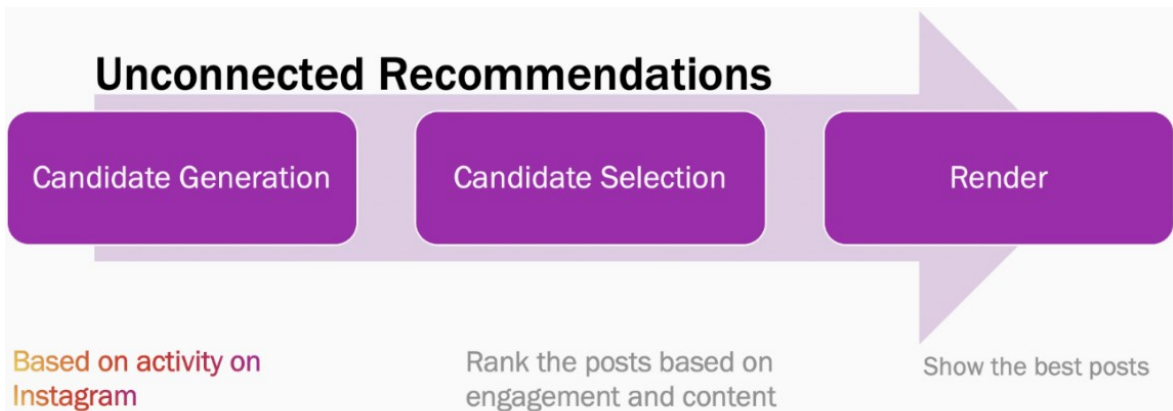 Unconnected Recommendations
Candidate Generation
Candidate Selection
Render
Based on activity on
Instagram
Rank the posts based on
engagement and content
Show the best posts